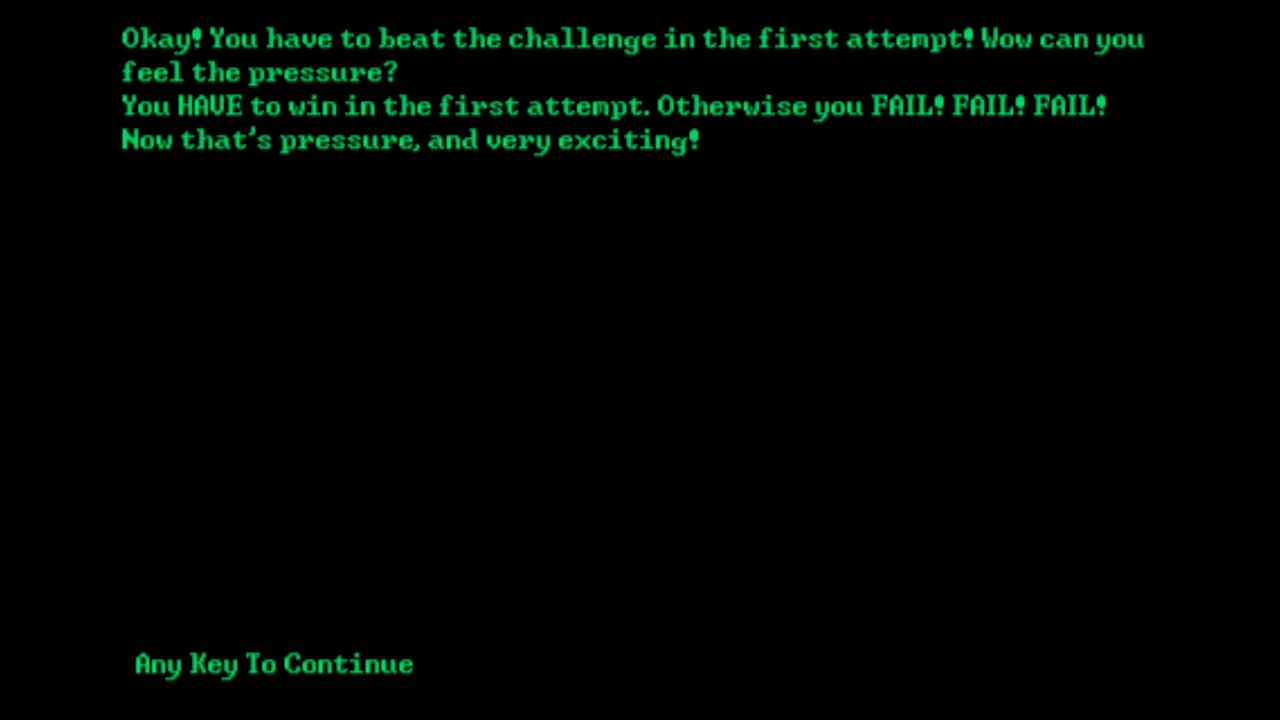 Okay! You have to beat the challenge in the first attempt! Wow can you
feel the pressure?
You HAVE to win in the first attempt. Otherwise you FAIL! FAIL! FAIL!
Now that's pressure, and very exciting!
Any Key To Continue